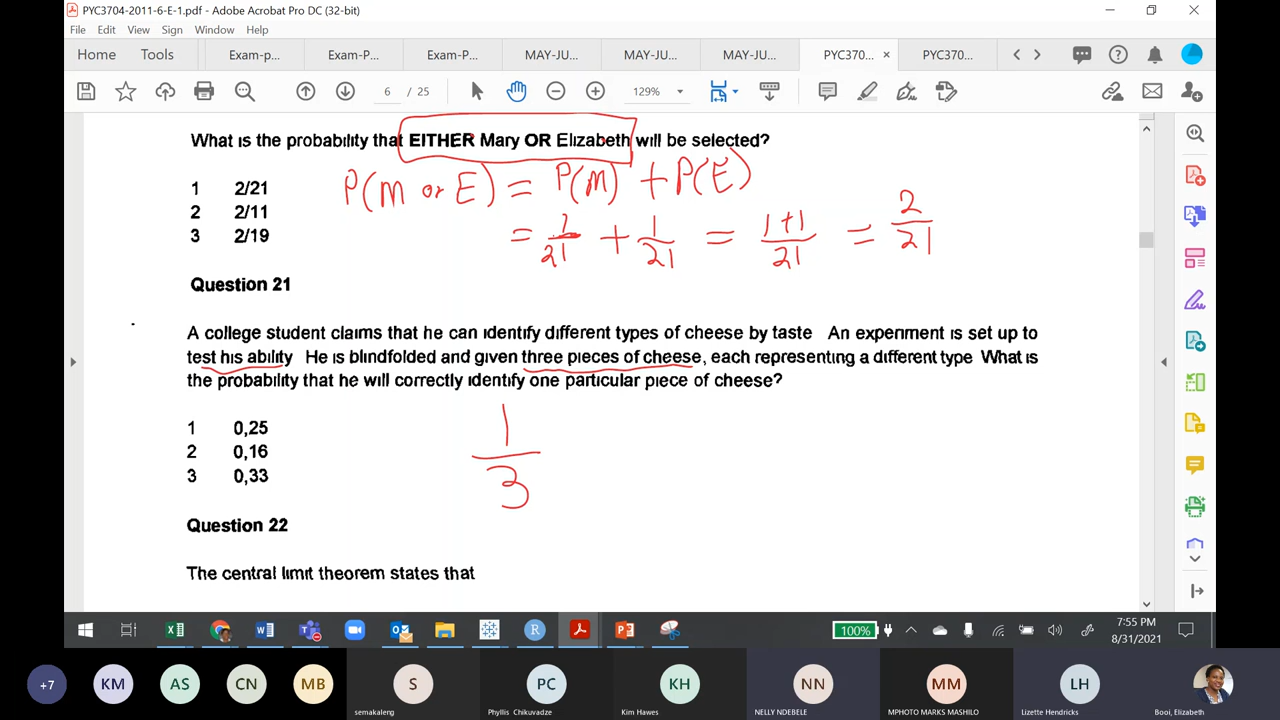 PYC3704-2011-6-E-1.pdf - Adobe Acrobat Pro DC (32-bit)
File Edit View Sign Window Help
Home Tools Exam-p... Exam-P... Exam-P... MAY-JU... MAY-JU... MAY-JU... PYC370... × PYC370...
6 / 25 129%
What is the probability that EITHER Mary OR Elizabeth will be selected?
P(M or E) = P(M) + P(E)
1 2/21
2 2/11
3 2/19
= 1/21 + 1/21 = 1+1/21 = 2/21
Question 21
A college student claims that he can identify different types of cheese by taste An experiment is set up to
test his ability He is blindfolded and given three pieces of cheese, each representing a different type What is
the probability that he will correctly identify one particular piece of cheese?
1 0,25
2 0,16
3 0,33
1/3
Question 22
The central limit theorem states that
100% 7:55 PM
8/31/2021
+7 KM AS CN MB S PC KH NN MM LH
semakaleng Phyllis Chikuvadze Kim Hawes NELLY NDEBELE MPHOTO MARKS MASHILO Lizette Hendricks Booi, Elizabeth